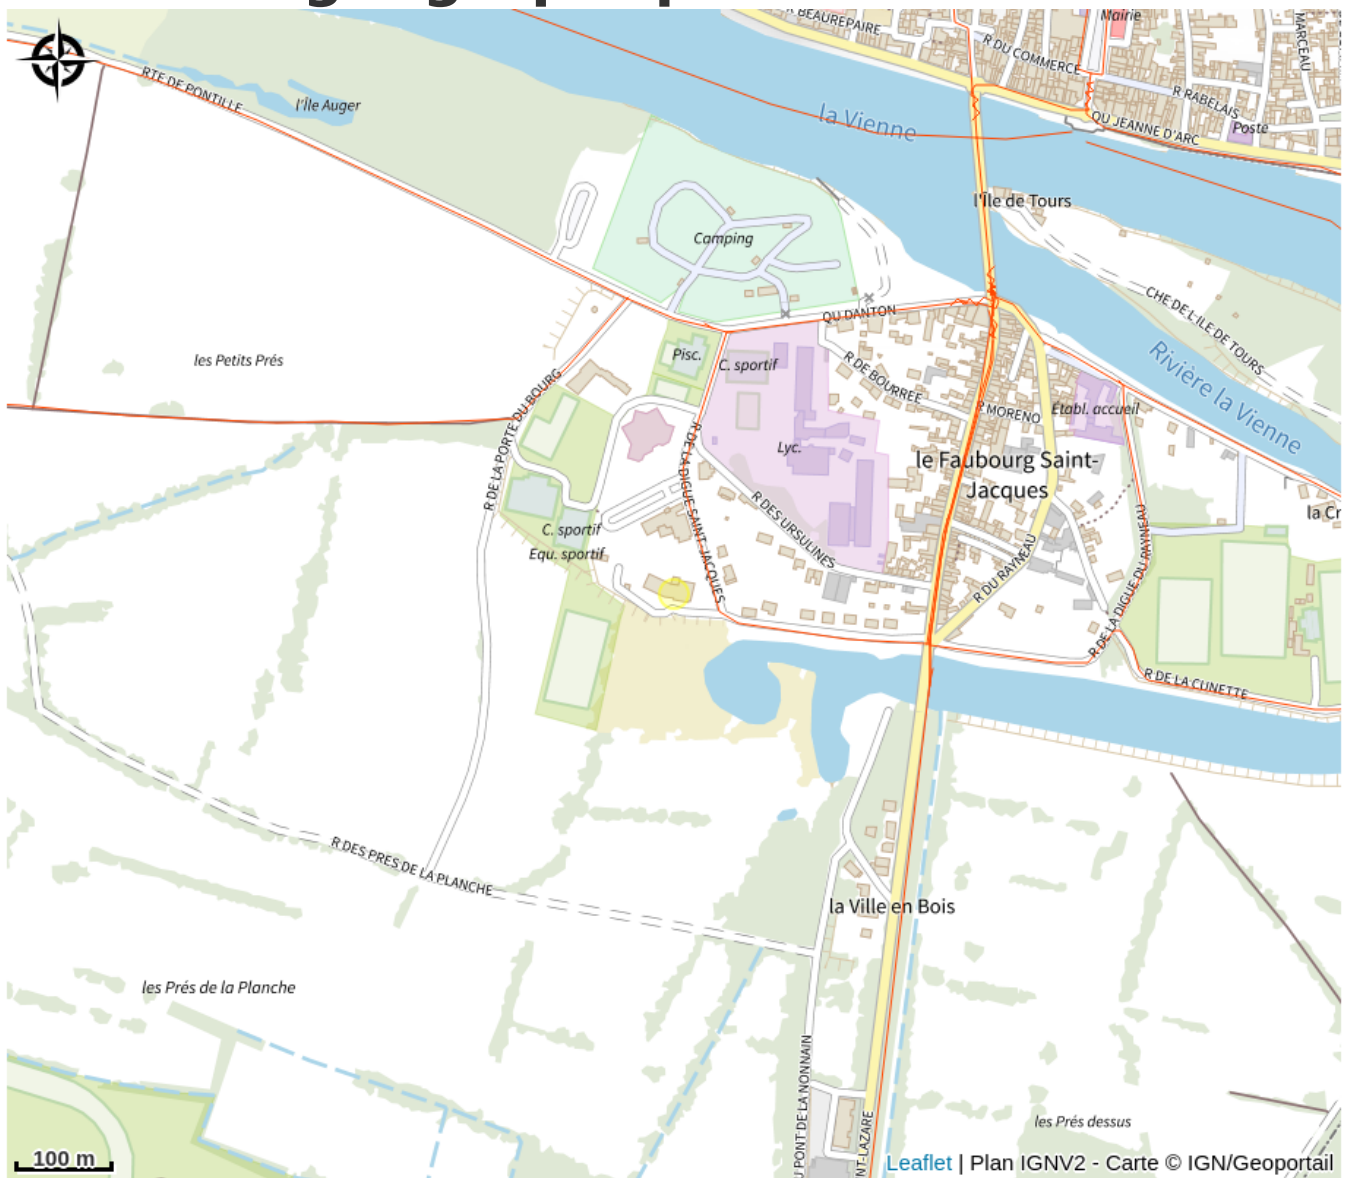 R BEAUREPAIRE
Mairie
R DU COMMERCE
MARCEAU
RTE DE PONTILLE
l'Île Auger
R RABELAIS
la Vienne
QU JEANNE D'ARC
Poste
l'Île de Tours
Camping
CHE DE L'ILE DE TOURS
QU DANTON
Rivière la Vienne
les Petits Prés
Pisc.
C. sportif
R DE BOURREE
R MORENO
Établ. accueil
R DE LA PORTE DU BOURG
R DE LA DIGUE SAINT-JACQUES
Lyc.
le Faubourg Saint-
Jacques
R DES URSULINES
la Cr
C. sportif
Equ. sportif
R DU RAYNEAU
R DE LA DIGUE DU RAYNEAU
R DE LA CUNETTE
R DES PRES DE LA PLANCHE
la Ville en Bois
les Prés de la Planche
U PONT DE LA NONNAIN
NT-LAZARE
les Prés dessus
100 m
Leaflet | Plan IGNV2 - Carte © IGN/Geoportail